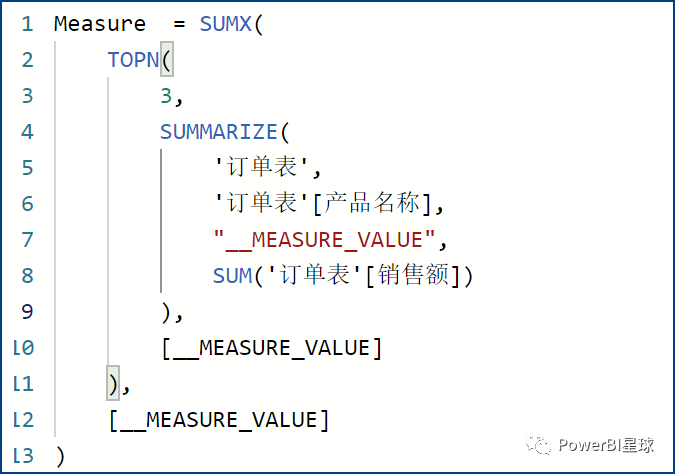 1 Measure  = SUMX(
2     TOPN(
3         3,
4         SUMMARIZE(
5             '订单表',
6             '订单表'[产品名称],
7             "__MEASURE_VALUE",
8             SUM('订单表'[销售额])
9         ),
10         [__MEASURE_VALUE]
11     ),
12     [__MEASURE_VALUE]
13 )
PowerBI星球